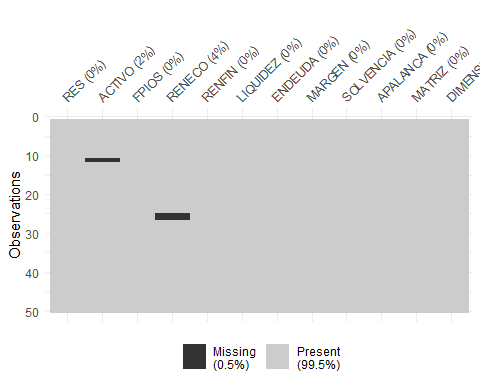 RES (0%)
ACTIVO (2%)
FPIOS (0%)
RENECO (4%)
RENFIN (0%)
LIQUIDEZ (0%)
ENDEUDA (0%)
MARGEN (0%)
SOLVENCIA (0%)
APALANCA (0%)
MATRIZ (0%)
DIMENS
Observations
0
10
20
30
40
50
Missing
(0.5%)
Present
(99.5%)